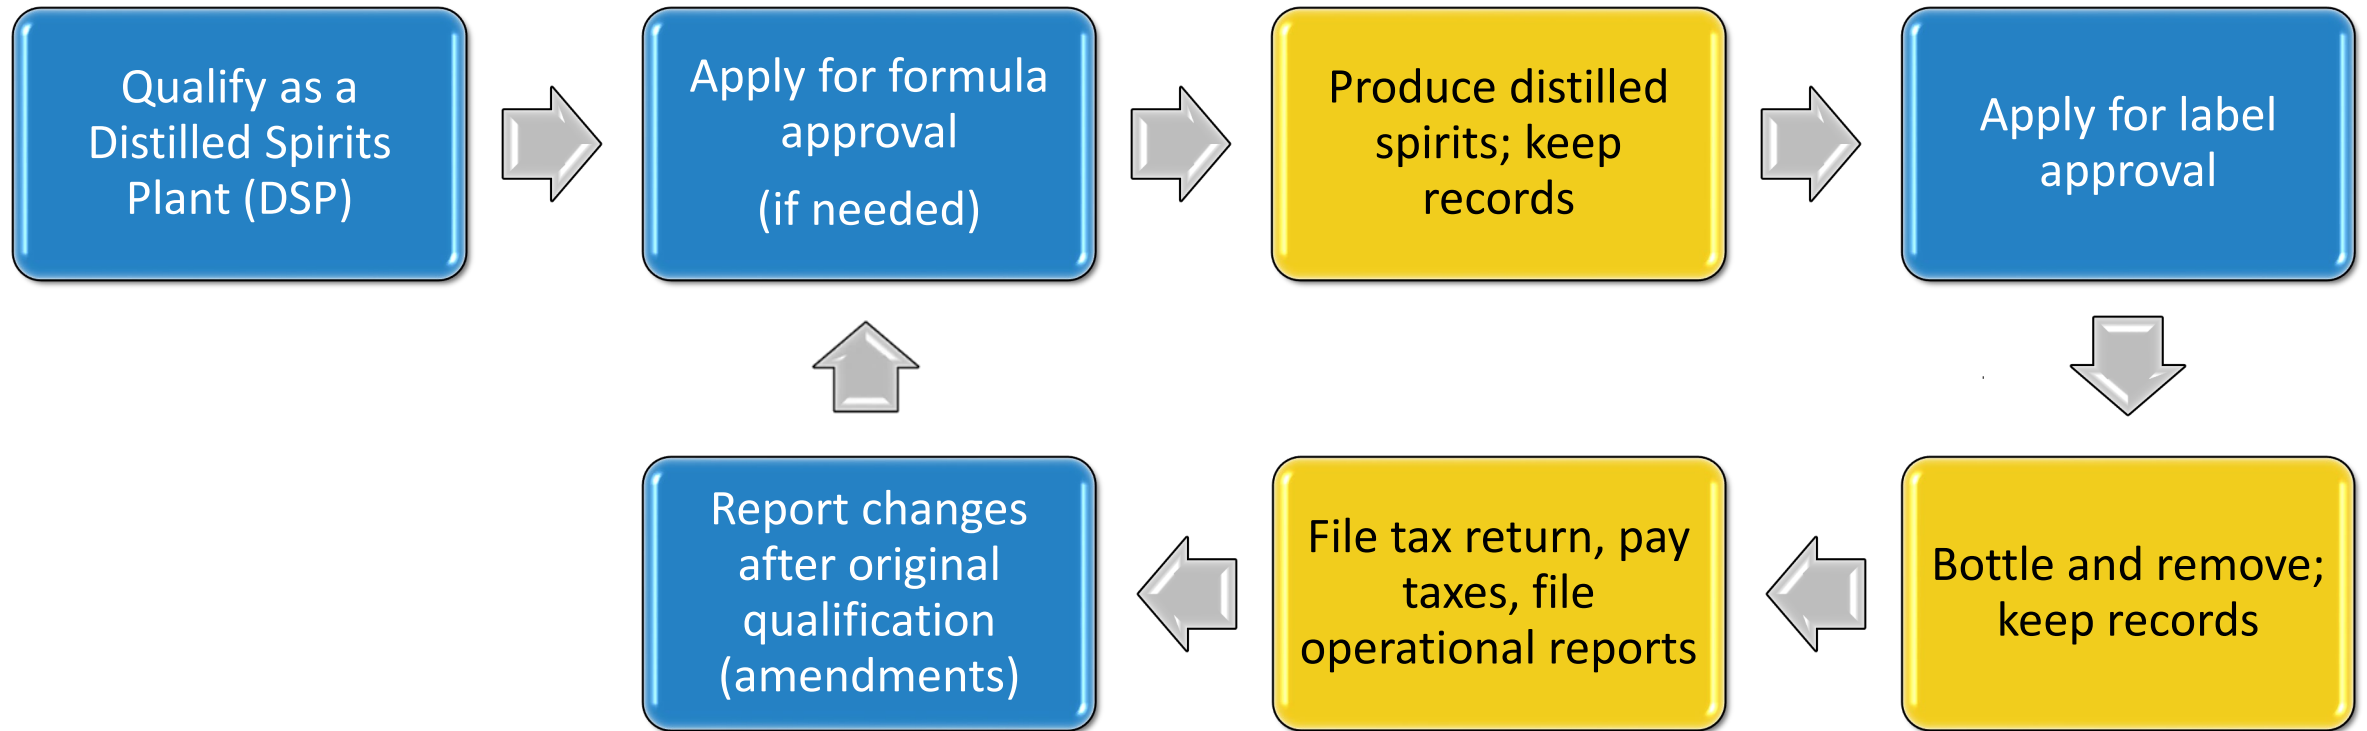 Qualify as a
Distilled Spirits
Plant (DSP)
Apply for formula
approval
(if needed)
Produce distilled
spirits; keep
records
Apply for label
approval
Bottle and remove;
keep records
File tax return, pay
taxes, file
operational reports
Report changes
after original
qualification
(amendments)